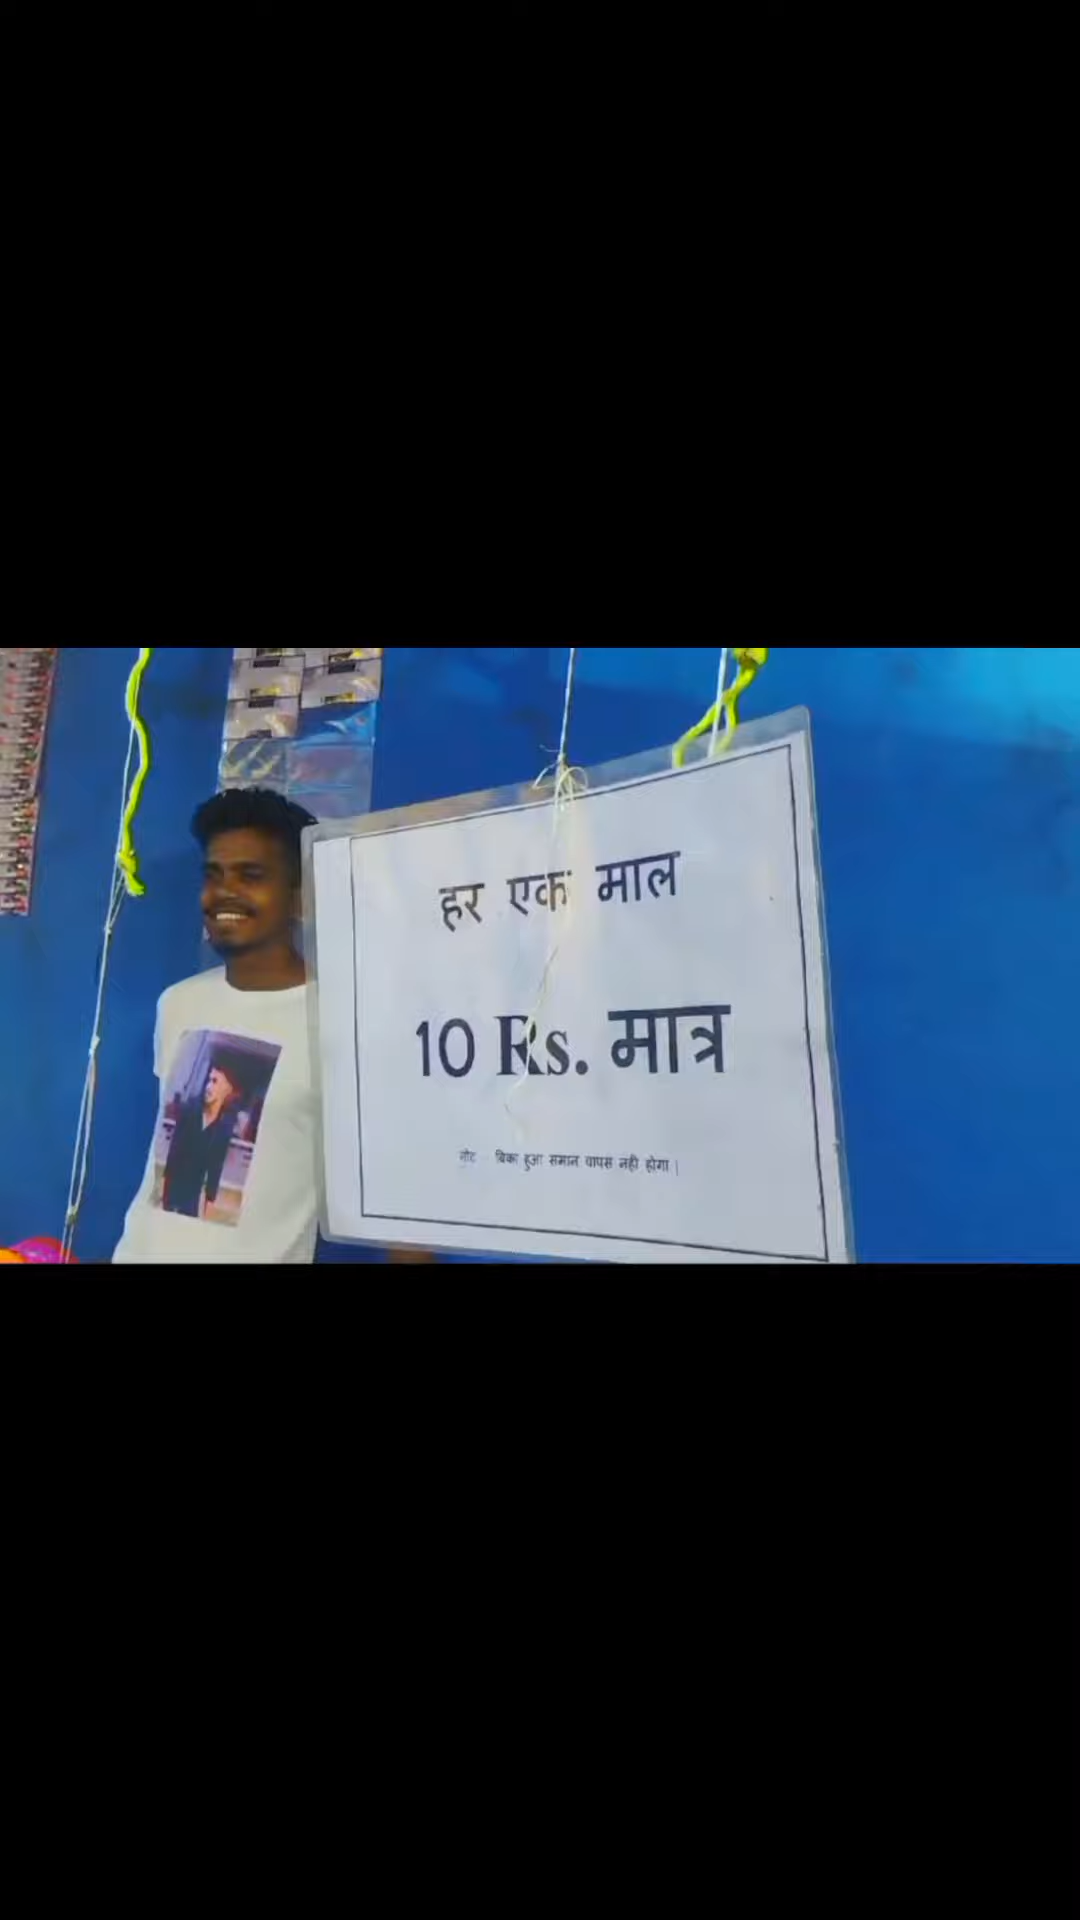 हर एक माल
10 Rs. मात्र
नोट - बिका हुआ समान वापस नही होगा |